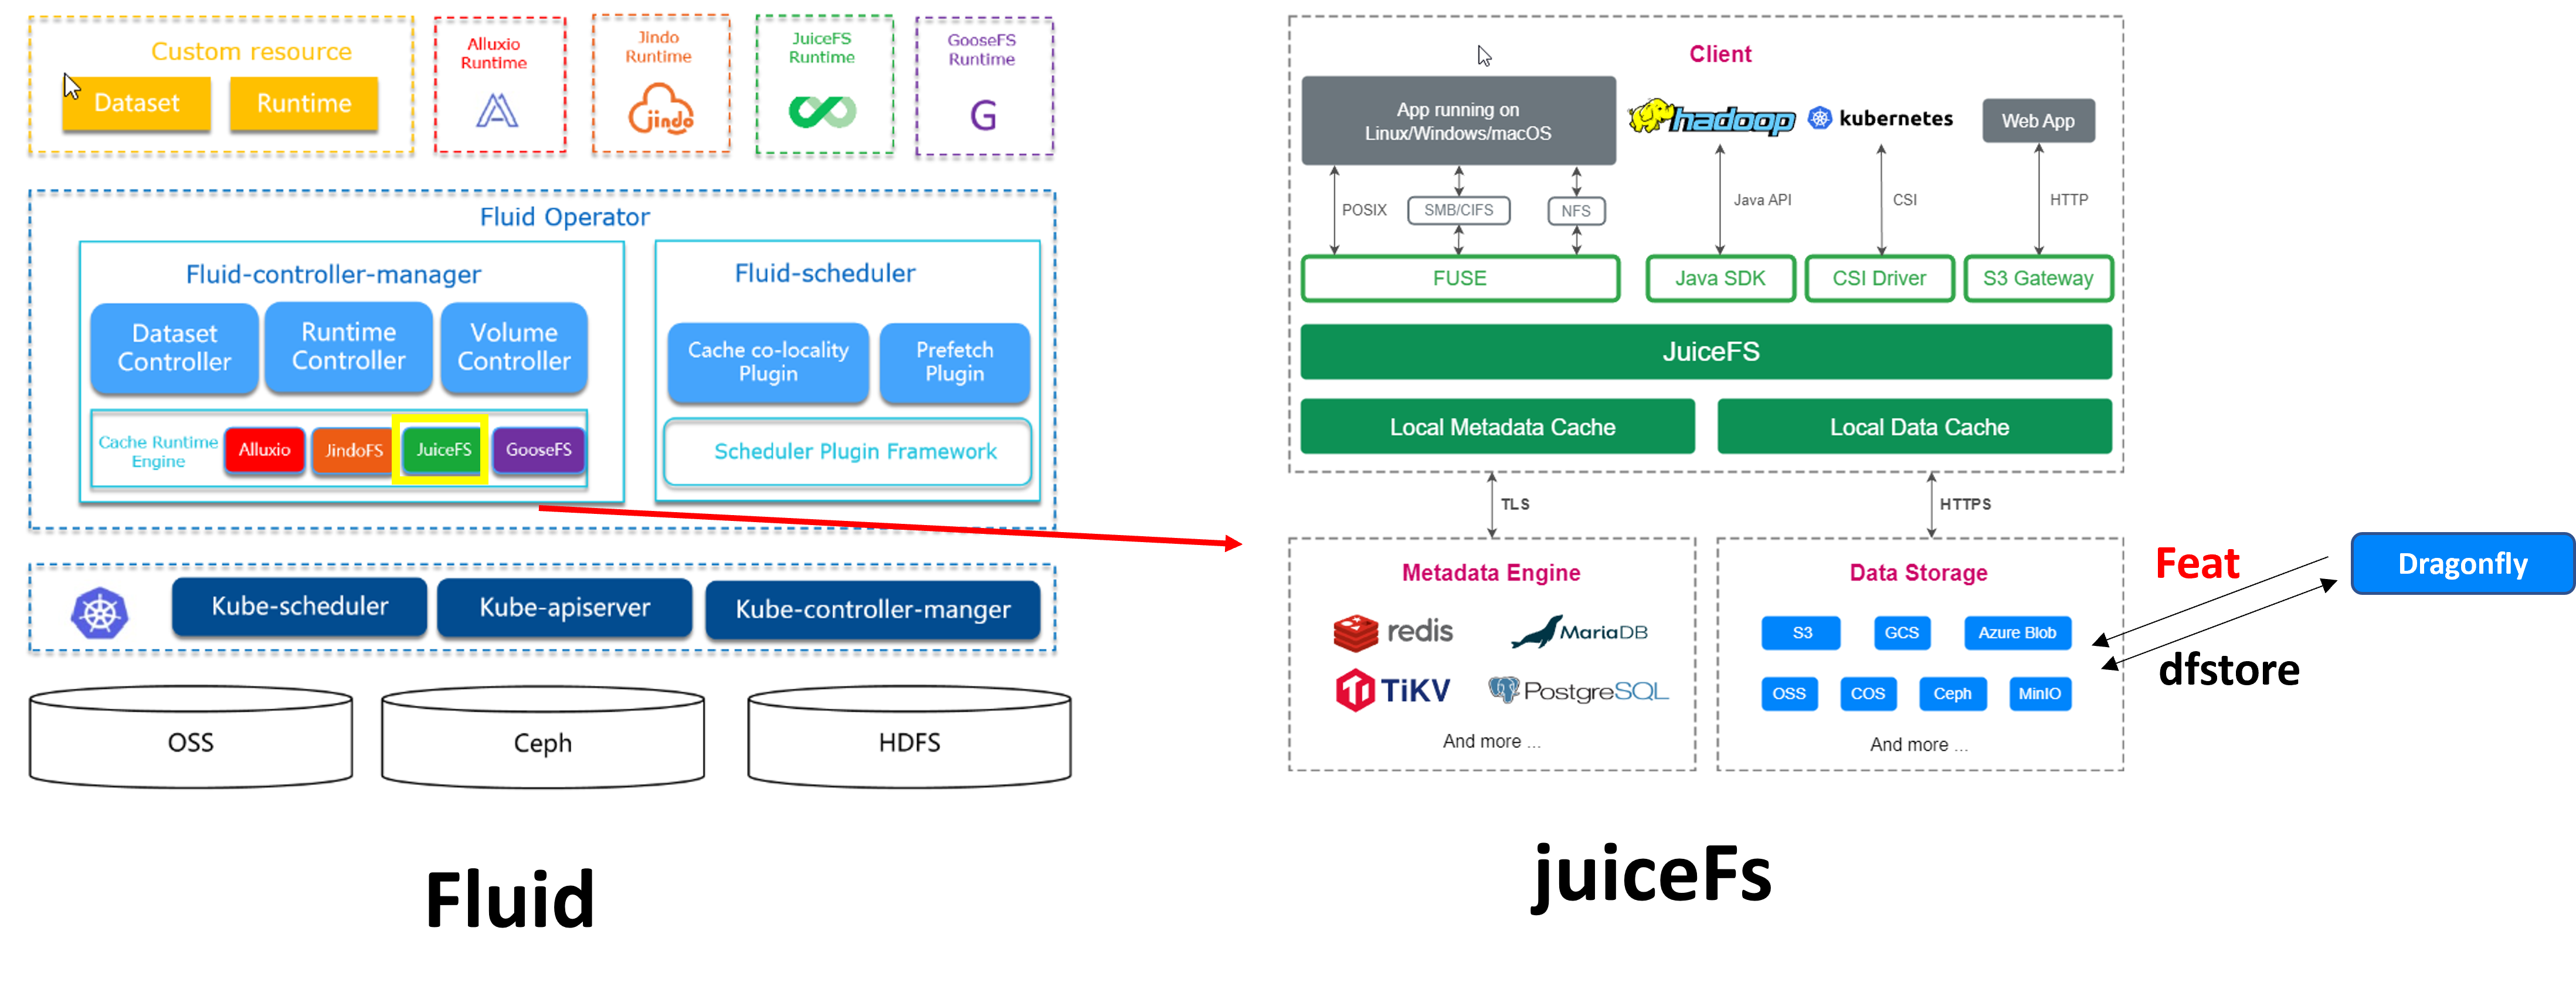 Custom resource
Dataset
Runtime
Alluxio
Runtime
Jindo
Runtime
jindo
JuiceFS
Runtime
GooseFS
Runtime
G
Fluid Operator
Fluid-controller-manager
Dataset
Controller
Runtime
Controller
Volume
Controller
Cache Runtime
Engine
Alluxio
JindoFS
JuiceFS
GooseFS
Fluid-scheduler
Cache co-locality
Plugin
Prefetch
Plugin
Scheduler Plugin Framework
Kube-scheduler
Kube-apiserver
Kube-controller-manger
OSS
Ceph
HDFS
Fluid
Client
App running on
Linux/Windows/macOS
hadoop
kubernetes
Web App
POSIX
SMB/CIFS
NFS
Java API
CSI
HTTP
FUSE
Java SDK
CSI Driver
S3 Gateway
JuiceFS
Local Metadata Cache
Local Data Cache
TLS
HTTPS
Metadata Engine
redis
MariaDB
TiKV
PostgreSQL
And more ...
Data Storage
S3
GCS
Azure Blob
OSS
COS
Ceph
MinIO
And more ...
Feat
dfstore
Dragonfly
juiceFs